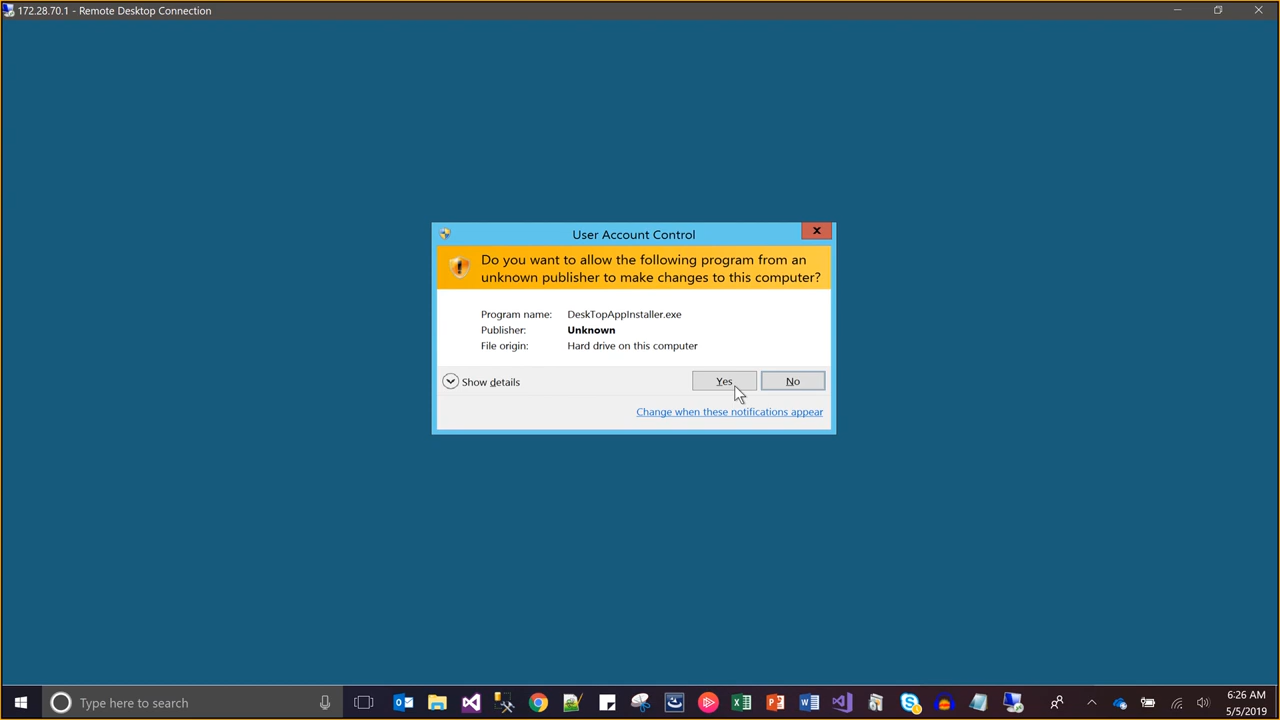 172.28.70.1 - Remote Desktop Connection
User Account Control
Do you want to allow the following program from an
unknown publisher to make changes to this computer?
Program name: DeskTopAppInstaller.exe
Publisher: Unknown
File origin: Hard drive on this computer
Show details
Yes
No
Change when these notifications appear
Type here to search
6:26 AM
5/5/2019